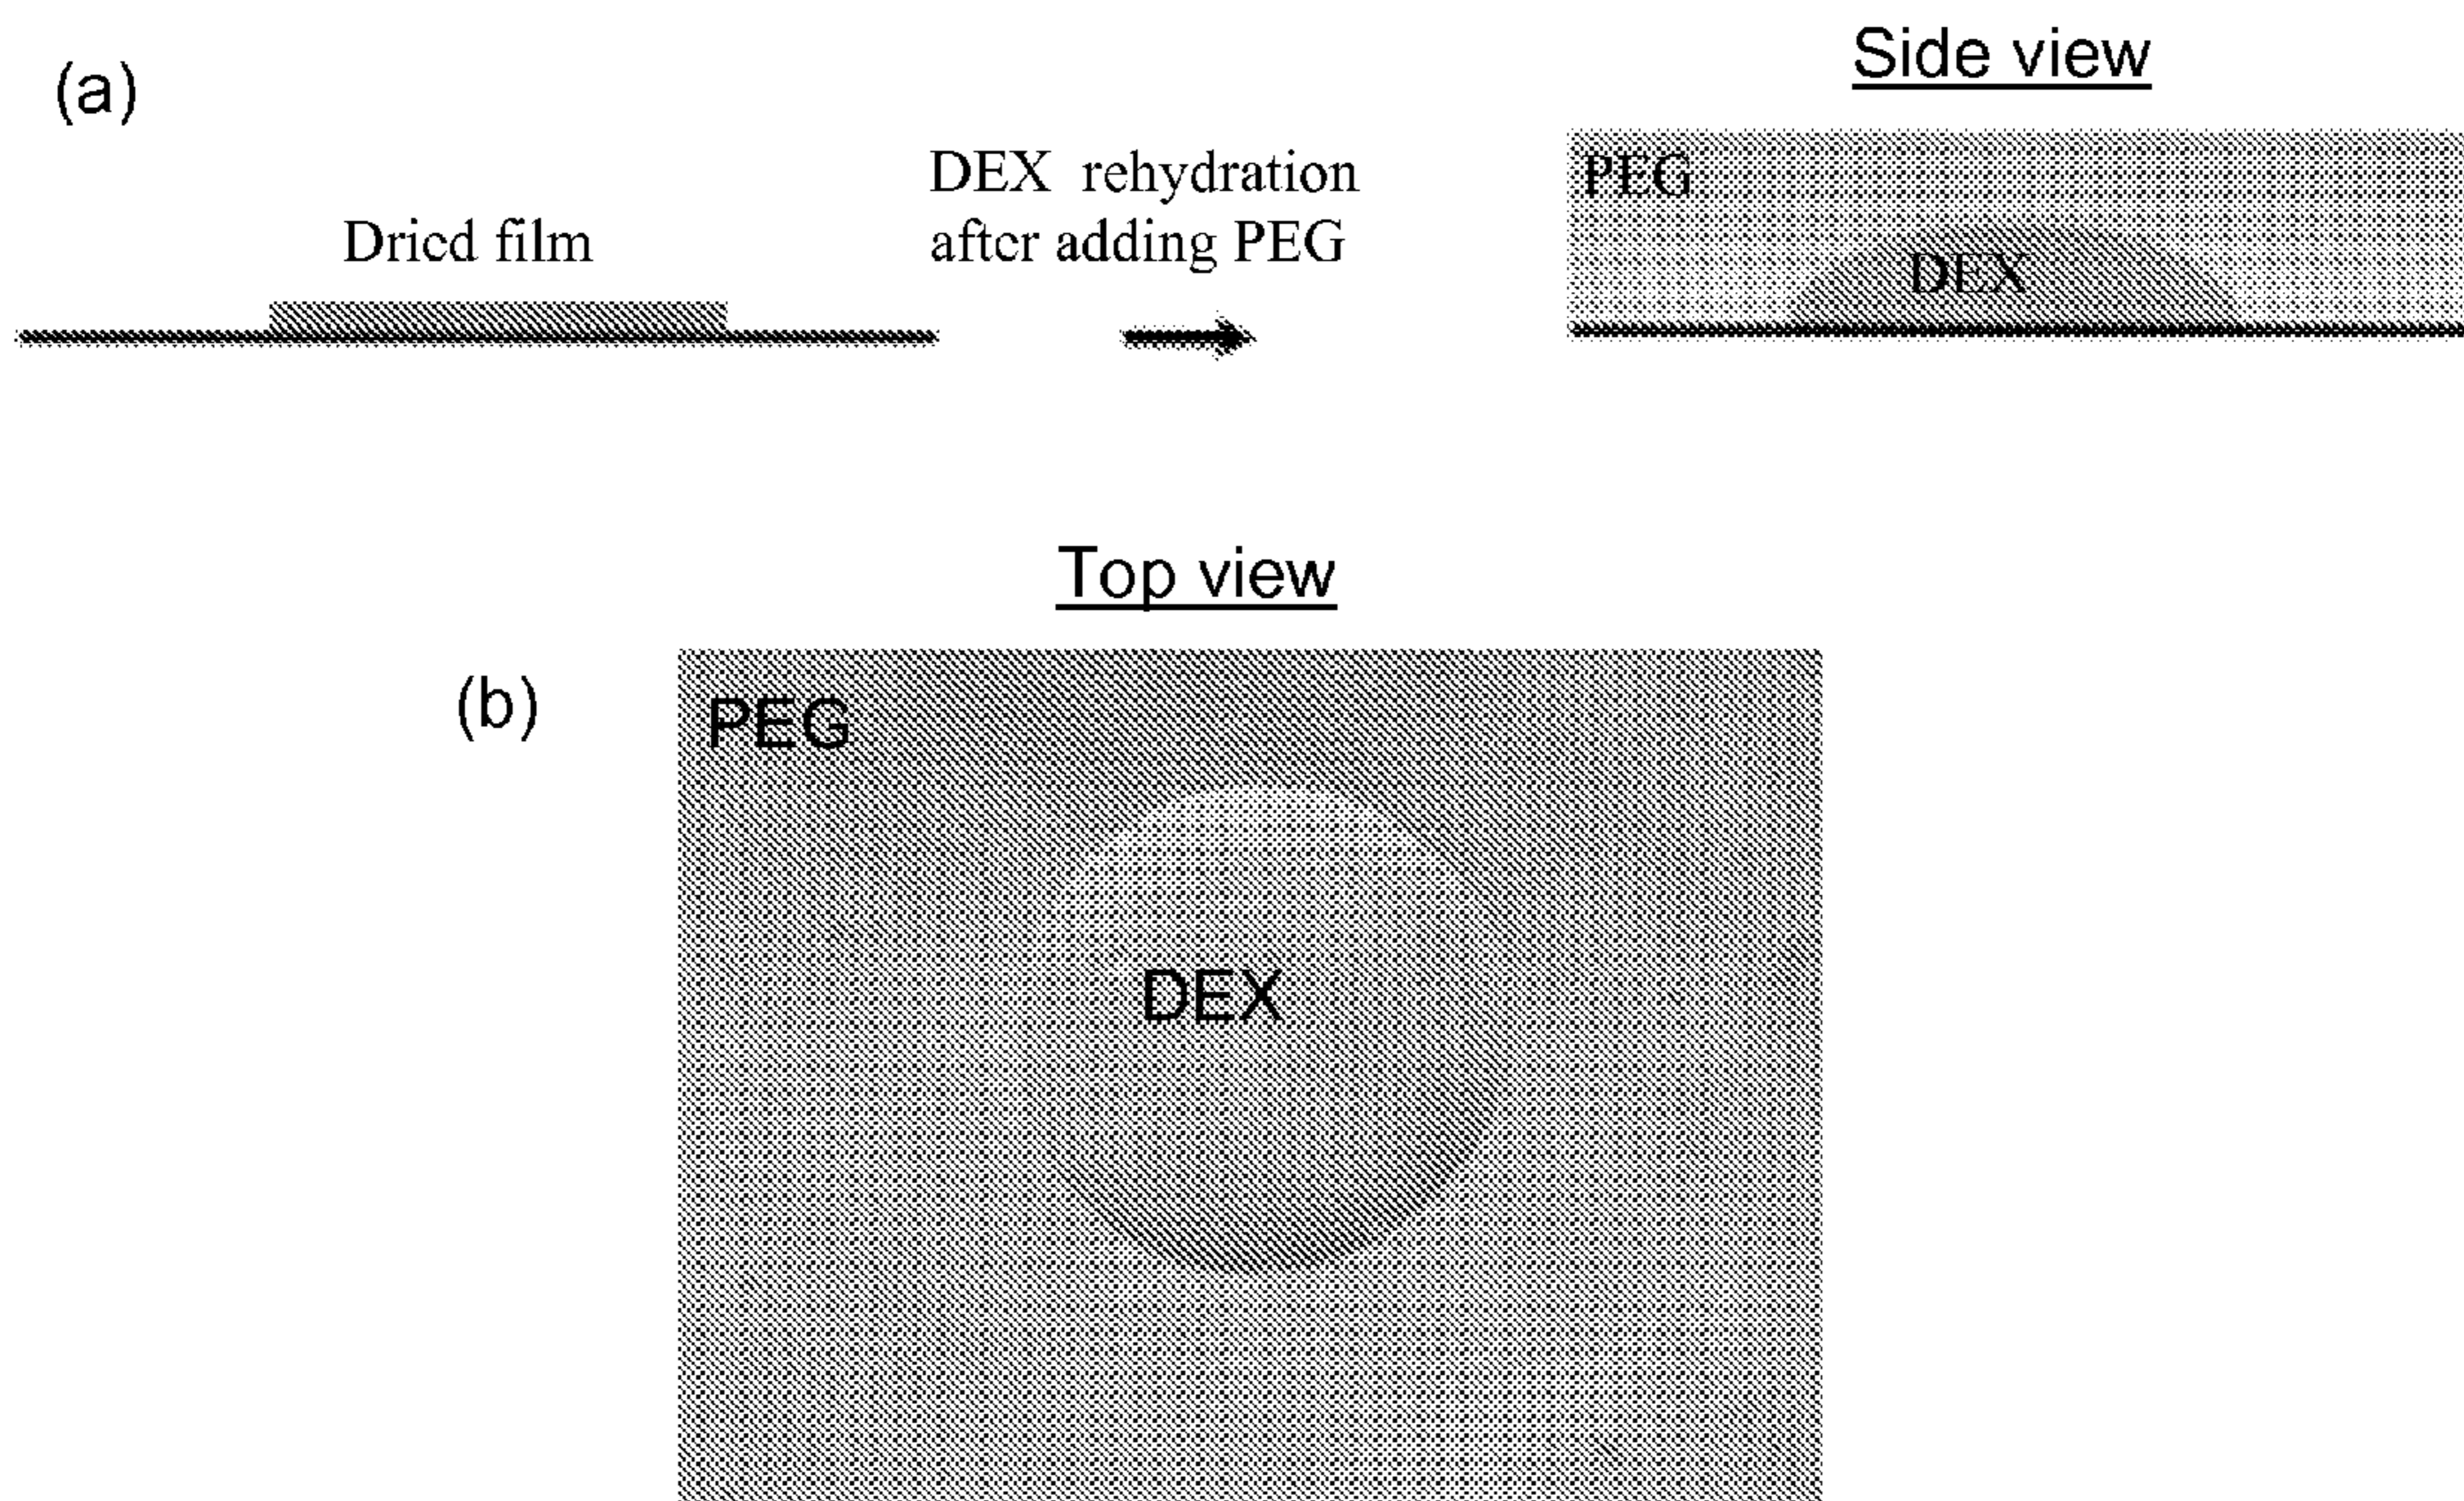 (a)
Side view
Dried film
DEX rehydration
after adding PEG
PEG
DEX
Top view
(b)
PEG
DEX